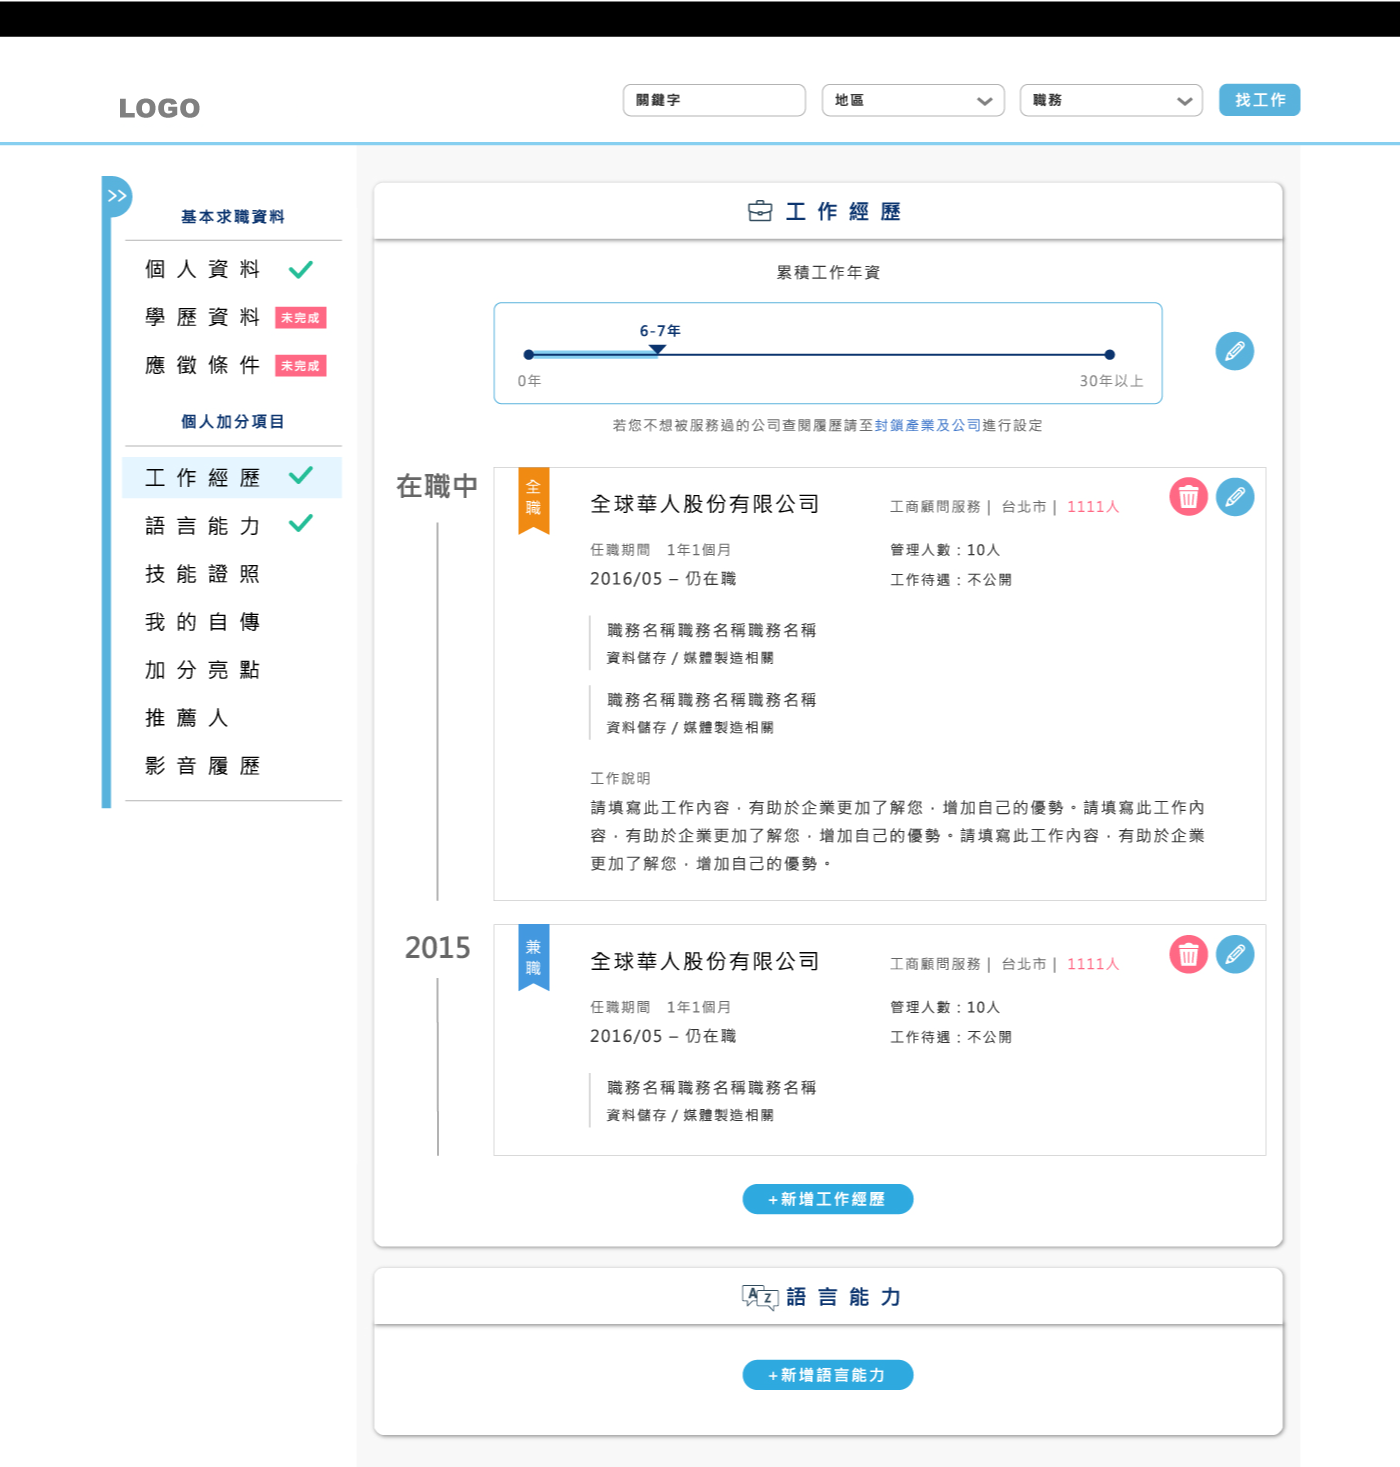 LOGO
關鍵字
地區
職務
找工作
>>
基本求職資料
個人資料
學歷資料 未完成
應徵條件 未完成
個人加分項目
工作經歷
語言能力
技能證照
我的自傳
加分亮點
推薦人
影音履歷
工作經歷
累積工作年資
6-7年
0年
30年以上
若您不想被服務過的公司查閱履歷請至封鎖產業及公司進行設定
在職中
全職
全球華人股份有限公司
工商顧問服務 | 台北市 | 1111人
任職期間 1年1個月
管理人數：10人
2016/05 – 仍在職
工作待遇：不公開
職務名稱職務名稱職務名稱
資料儲存 / 媒體製造相關
職務名稱職務名稱職務名稱
資料儲存 / 媒體製造相關
工作說明
請填寫此工作內容，有助於企業更加了解您，增加自己的優勢。請填寫此工作內
容，有助於企業更加了解您，增加自己的優勢。請填寫此工作內容，有助於企業
更加了解您，增加自己的優勢。
2015
兼職
全球華人股份有限公司
工商顧問服務 | 台北市 | 1111人
任職期間 1年1個月
管理人數：10人
2016/05 – 仍在職
工作待遇：不公開
職務名稱職務名稱職務名稱
資料儲存 / 媒體製造相關
+新增工作經歷
A Z 語言能力
+新增語言能力